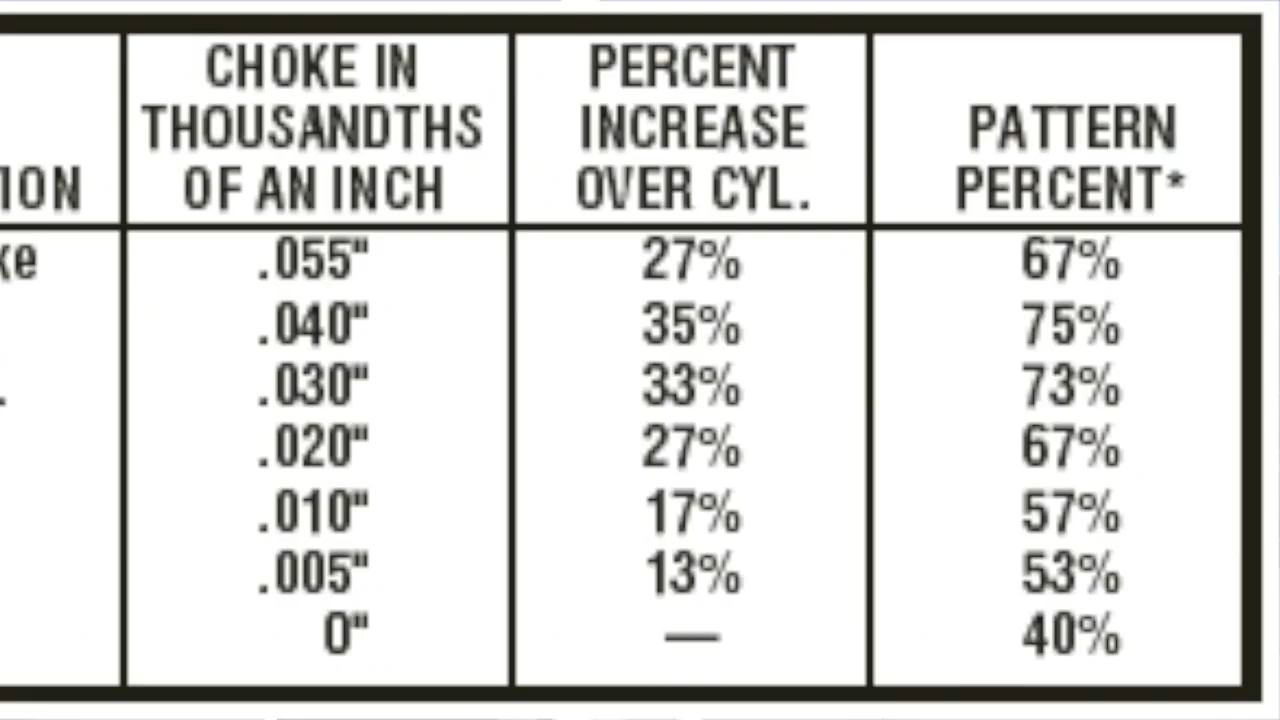 CHOKE IN PERCENT
THOUSANDTHS INCREASE PATTERN
OF AN INCH OVER CYL. PERCENT*
.055" 27% 67%
.040" 35% 75%
.030" 33% 73%
.020" 27% 67%
.010" 17% 57%
.005" 13% 53%
0" — 40%